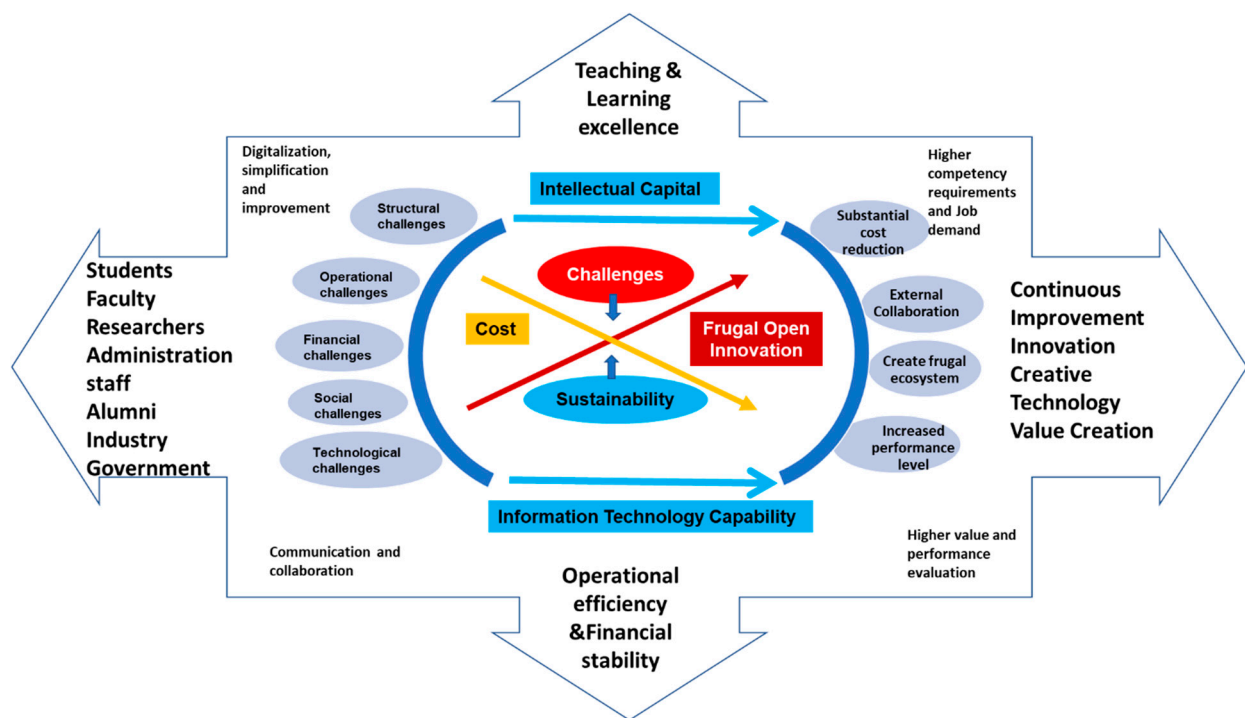 Teaching &
Learning
excellence
Digitalization,
simplification
and
improvement
Higher
competency
requirements
and Job
demand
Intellectual Capital
Structural
challenges
Substantial
cost
reduction
Students
Faculty
Researchers
Administration
staff
Alumni
Industry
Government
Operational
challenges
Financial
challenges
Social
challenges
Technological
challenges
Challenges
Cost
Frugal Open
Innovation
Sustainability
External
Collaboration
Create frugal
ecosystem
Increased
performance
level
Continuous
Improvement
Innovation
Creative
Technology
Value Creation
Information Technology Capability
Communication and
collaboration
Higher value and
performance
evaluation
Operational
efficiency
&Financial
stability